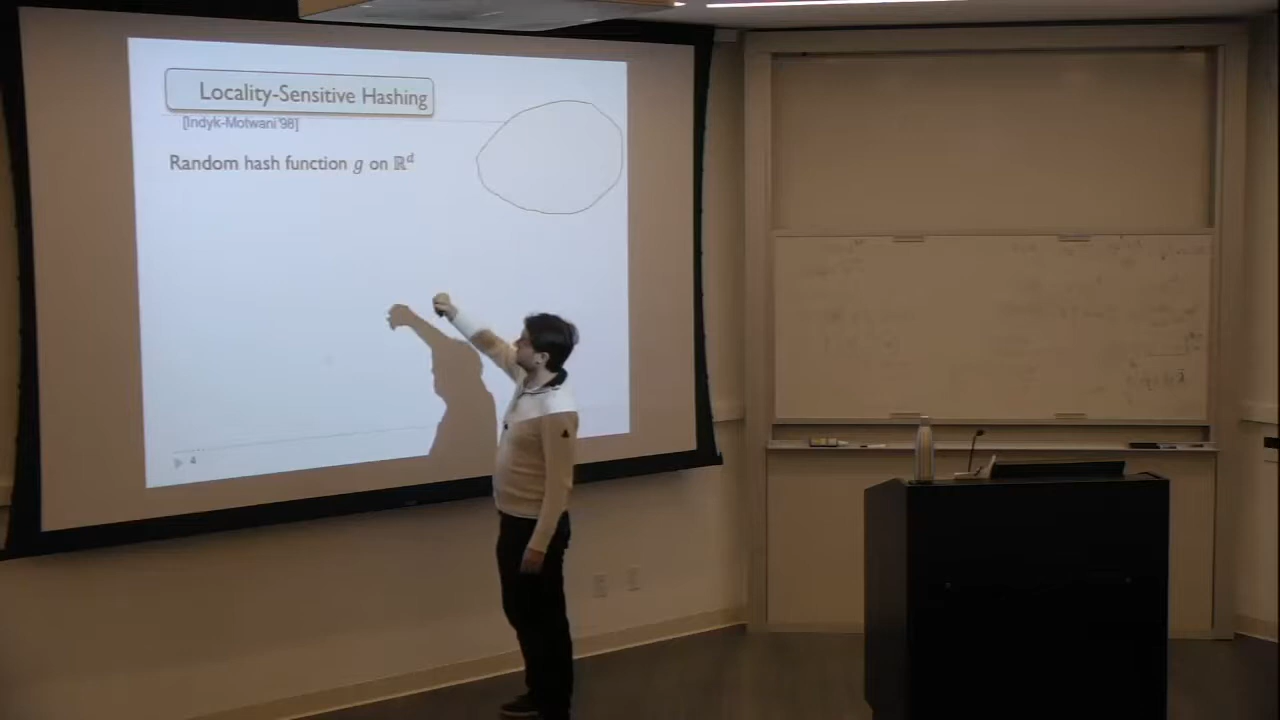 Locality-Sensitive Hashing
[Indyk-Motwani'98]
Random hash function g on ℝᵈ
4